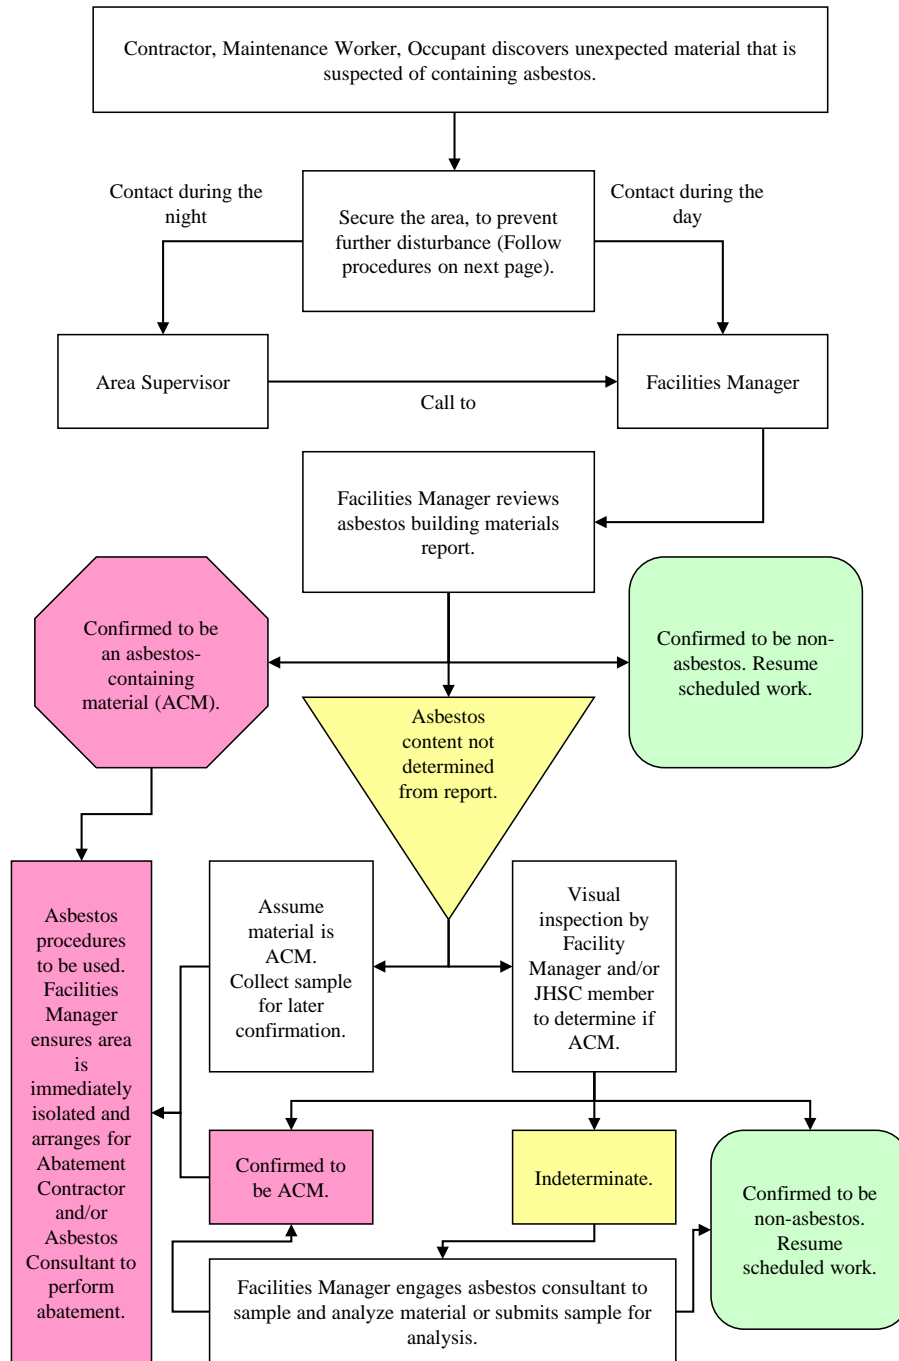 Contractor, Maintenance Worker, Occupant discovers unexpected material that is
suspected of containing asbestos.
Contact during the
night
Secure the area, to prevent
further disturbance (Follow
procedures on next page).
Contact during the
day
Area Supervisor
Call to
Facilities Manager
Facilities Manager reviews
asbestos building materials
report.
Confirmed to be
an asbestos-
containing
material (ACM).
Asbestos
content not
determined
from report.
Confirmed to be non-
asbestos. Resume
scheduled work.
Asbestos
procedures
to be used.
Facilities
Manager
ensures area
is
immediately
isolated and
arranges for
Abatement
Contractor
and/or
Asbestos
Consultant to
perform
abatement.
Assume
material is
ACM.
Collect sample
for later
confirmation.
Visual
inspection by
Facility
Manager and/or
JHSC member
to determine if
ACM.
Confirmed to
be ACM.
Indeterminate.
Confirmed to be
non-asbestos.
Resume
scheduled work.
Facilities Manager engages asbestos consultant to
sample and analyze material or submits sample for
analysis.